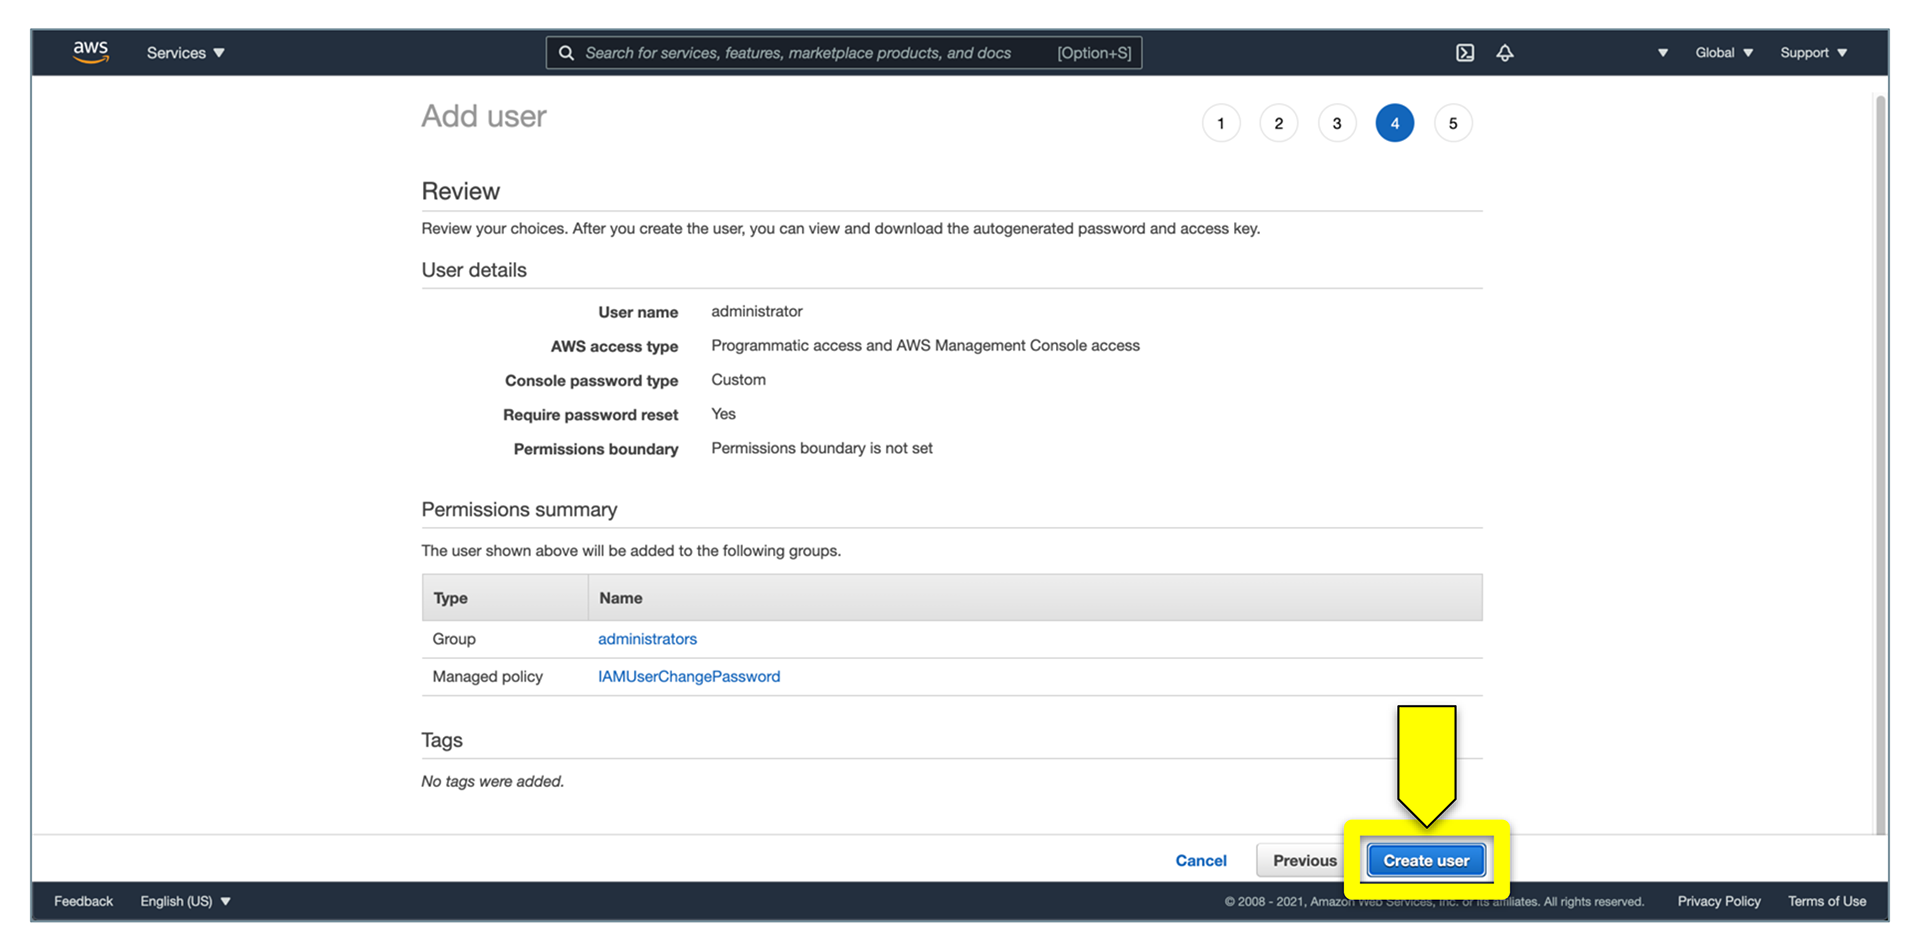 aws Services Search for services, features, marketplace products, and docs [Option+S] Global Support
Add user 1 2 3 4 5
Review
Review your choices. After you create the user, you can view and download the autogenerated password and access key.
User details
User name administrator
AWS access type Programmatic access and AWS Management Console access
Console password type Custom
Require password reset Yes
Permissions boundary Permissions boundary is not set
Permissions summary
The user shown above will be added to the following groups.
Type Name
Group administrators
Managed policy IAMUserChangePassword
Tags
No tags were added.
Cancel Previous Create user
Feedback English (US) © 2008 - 2021, Amazon Web Services, Inc. or its affiliates. All rights reserved. Privacy Policy Terms of Use